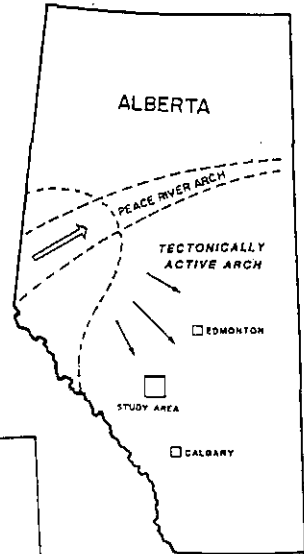 ALBERTA
PEACE RIVER ARCH
TECTONICALLY
ACTIVE ARCH
EDMONTON
STUDY AREA
CALGARY